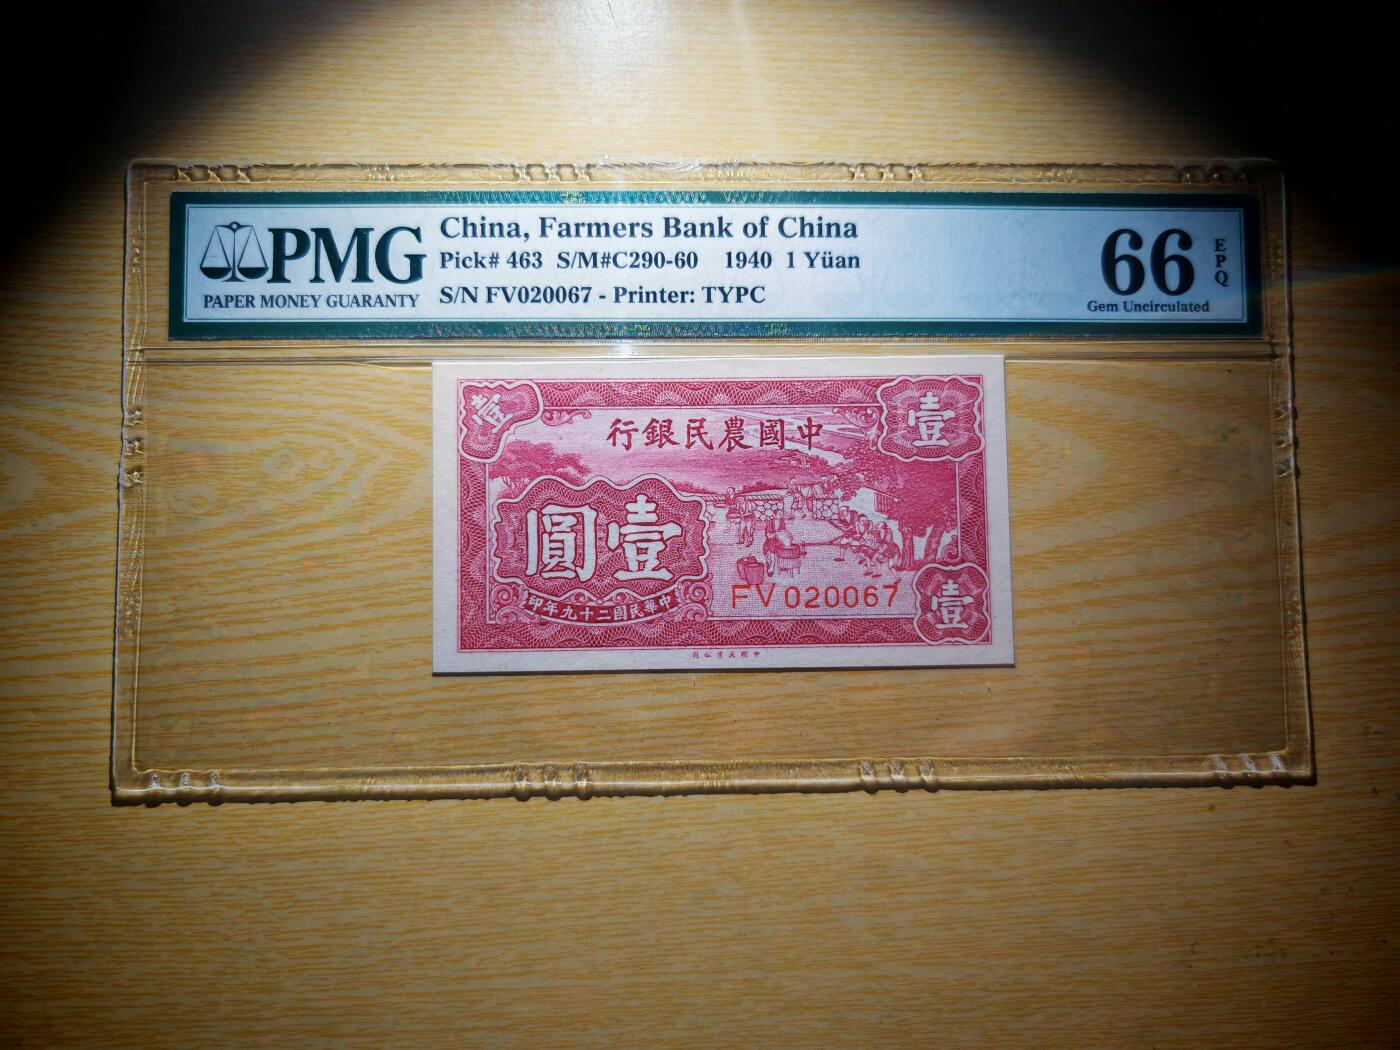 PMG
PAPER MONEY GUARANTY
China, Farmers Bank of China
Pick# 463 S/M#C290-60 1940 1 Yüan
S/N FV020067 - Printer: TYPC
66
EPQ
Gem Uncirculated
壹
壹
行銀民農國中
圓壹
FV020067
印年九十二國民華中
壹